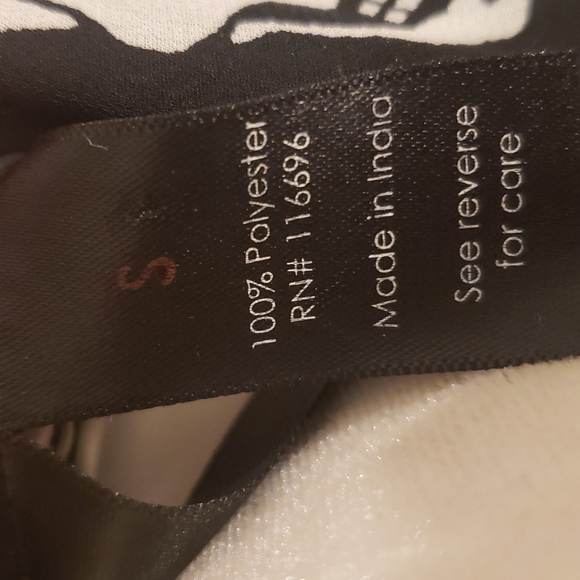 S
100% Polyester
RN# 116696
Made in India
See reverse
for care